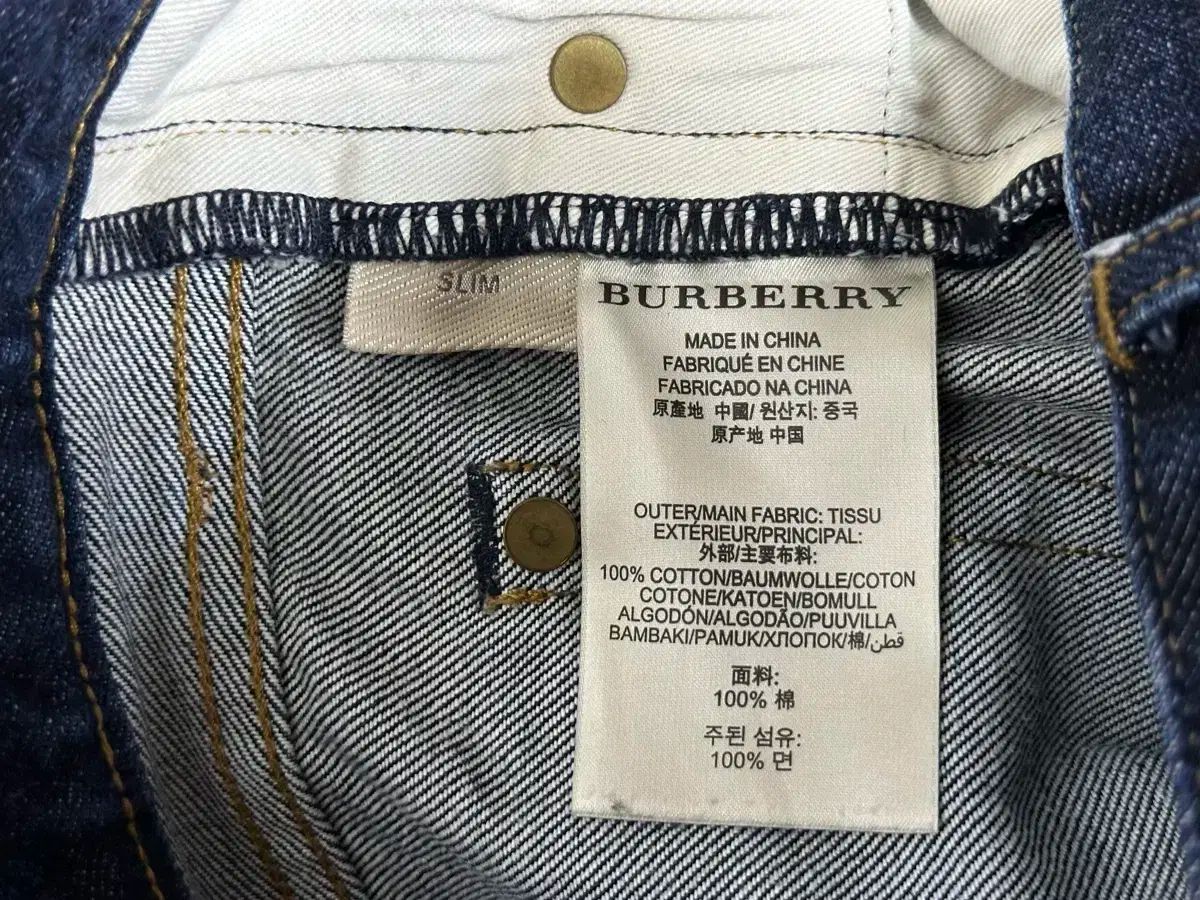 SLIM
BURBERRY
MADE IN CHINA
FABRIQUÉ EN CHINE
FABRICADO NA CHINA
原產地 中國/ 원산지: 중국
原产地 中国
OUTER/MAIN FABRIC: TISSU
EXTÉRIEUR/PRINCIPAL:
外部/主要布料:
100% COTTON/BAUMWOLLE/COTON
COTONE/KATOEN/BOMULL
ALGODÓN/ALGODÃO/PUUVILLA
BAMBAKI/PAMUK/ХЛОПОК/棉/قطن
面料:
100% 棉
주된 섬유:
100% 면